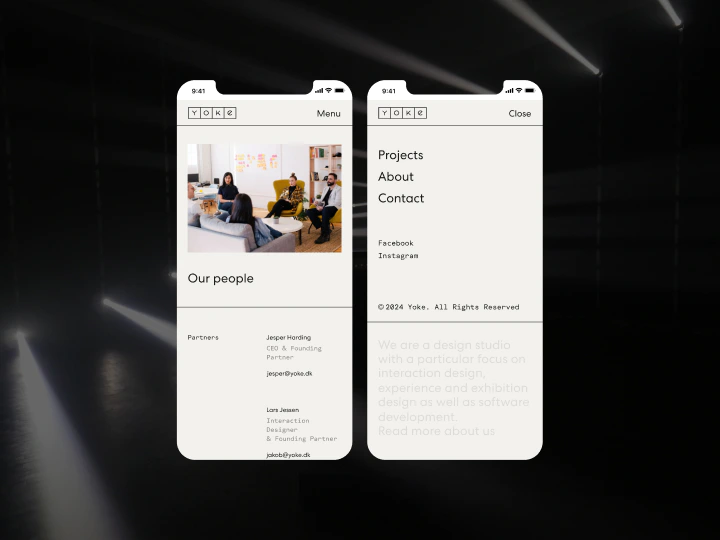 9:41
YOKE
Menu
Our people
Partners
Jesper Harding
CEO & Founding
Partner
jesper@yoke.dk
Lars Jessen
Interaction
Designer
& Founding Partner
jakob@yoke.dk
9:41
YOKE
Close
Projects
About
Contact
Facebook
Instagram
© 2024 Yoke. All Rights Reserved
We are a design studio
with a particular focus on
interaction design,
experience and exhibition
design as well as software
development.
Read more about us